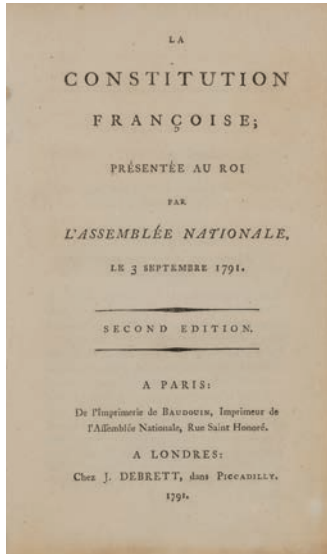 LA
CONSTITUTION
FRANÇOISE;
PRÉSENTÉE AU ROI
PAR
L'ASSEMBLÉE NATIONALE,
LE 3 SEPTEMBRE 1791.
SECOND EDITION.
A PARIS:
De l'Imprimerie de BAUDOUIN, Imprimeur de
l'Aſſemblée Nationale, Rue Saint Honoré.
A LONDRES:
Chez J. DEBRETT, dans PICCADILLY.
1791.